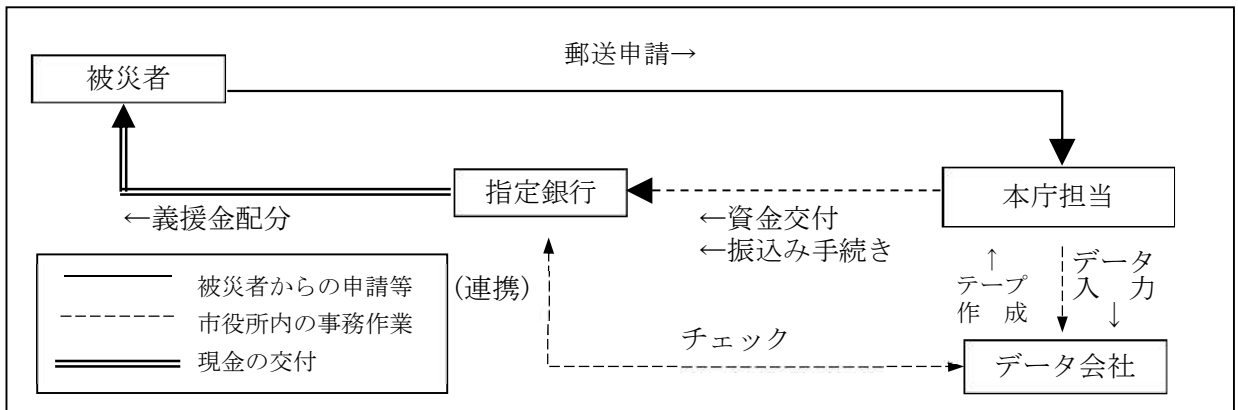 郵送申請→
被災者
指定銀行
本庁担当
←義援金配分
←資金交付
←振込み手続き
被災者からの申請等
市役所内の事務作業
現金の交付
(連携)
↑
テープ
作 成
データ
入 力
↓
チェック
データ会社